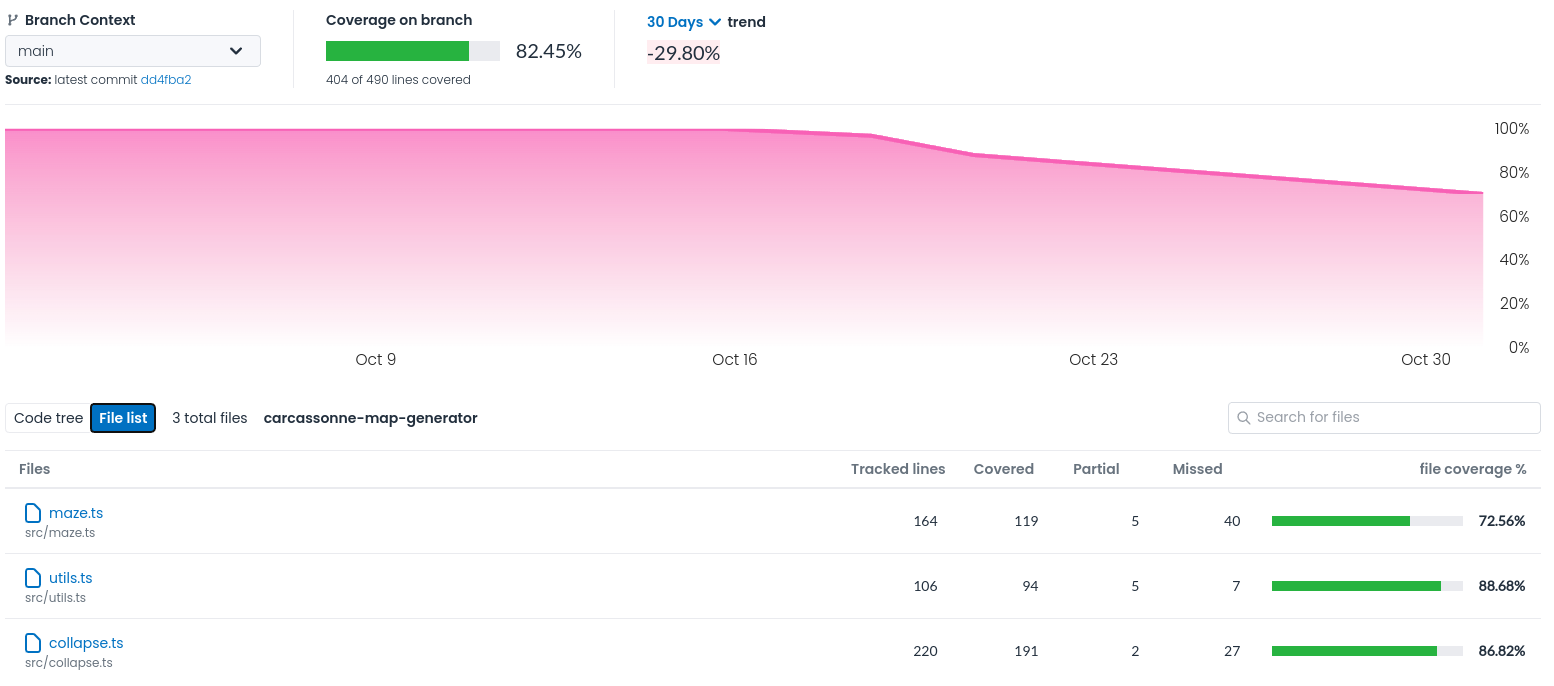 Branch Context
main
Source: latest commit dd4fba2
Coverage on branch
82.45%
404 of 490 lines covered
30 Days trend
-29.80%
100%
80%
60%
40%
20%
0%
Oct 9 Oct 16 Oct 23 Oct 30
Code tree File list 3 total files carcassonne-map-generator Search for files
Files Tracked lines Covered Partial Missed file coverage %
maze.ts
src/maze.ts
164 119 5 40 72.56%
utils.ts
src/utils.ts
106 94 5 7 88.68%
collapse.ts
src/collapse.ts
220 191 2 27 86.82%